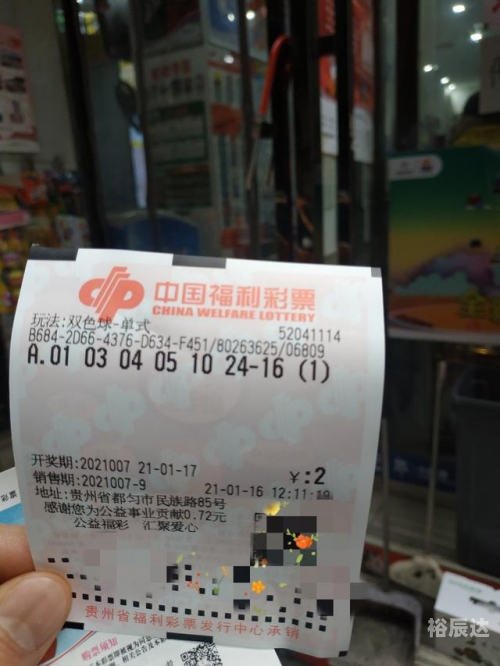 中国福利彩票
CHINA WELFARE LOTTERY
玩法:双色球-单式
52041114
B684-2D66-4376-D634-F451/80263625/06809
A.01 03 04 05 10 24-16 (1)
开奖期:2021007 21-01-17
¥:2
销售期:2021007-9 21-01-16 12:11:19
地址:贵州省都匀市民族路85号
感谢您为公益事业贡献0.72元
公益福彩 汇聚爱心
贵州省福利彩票发行中心承销
裕辰达